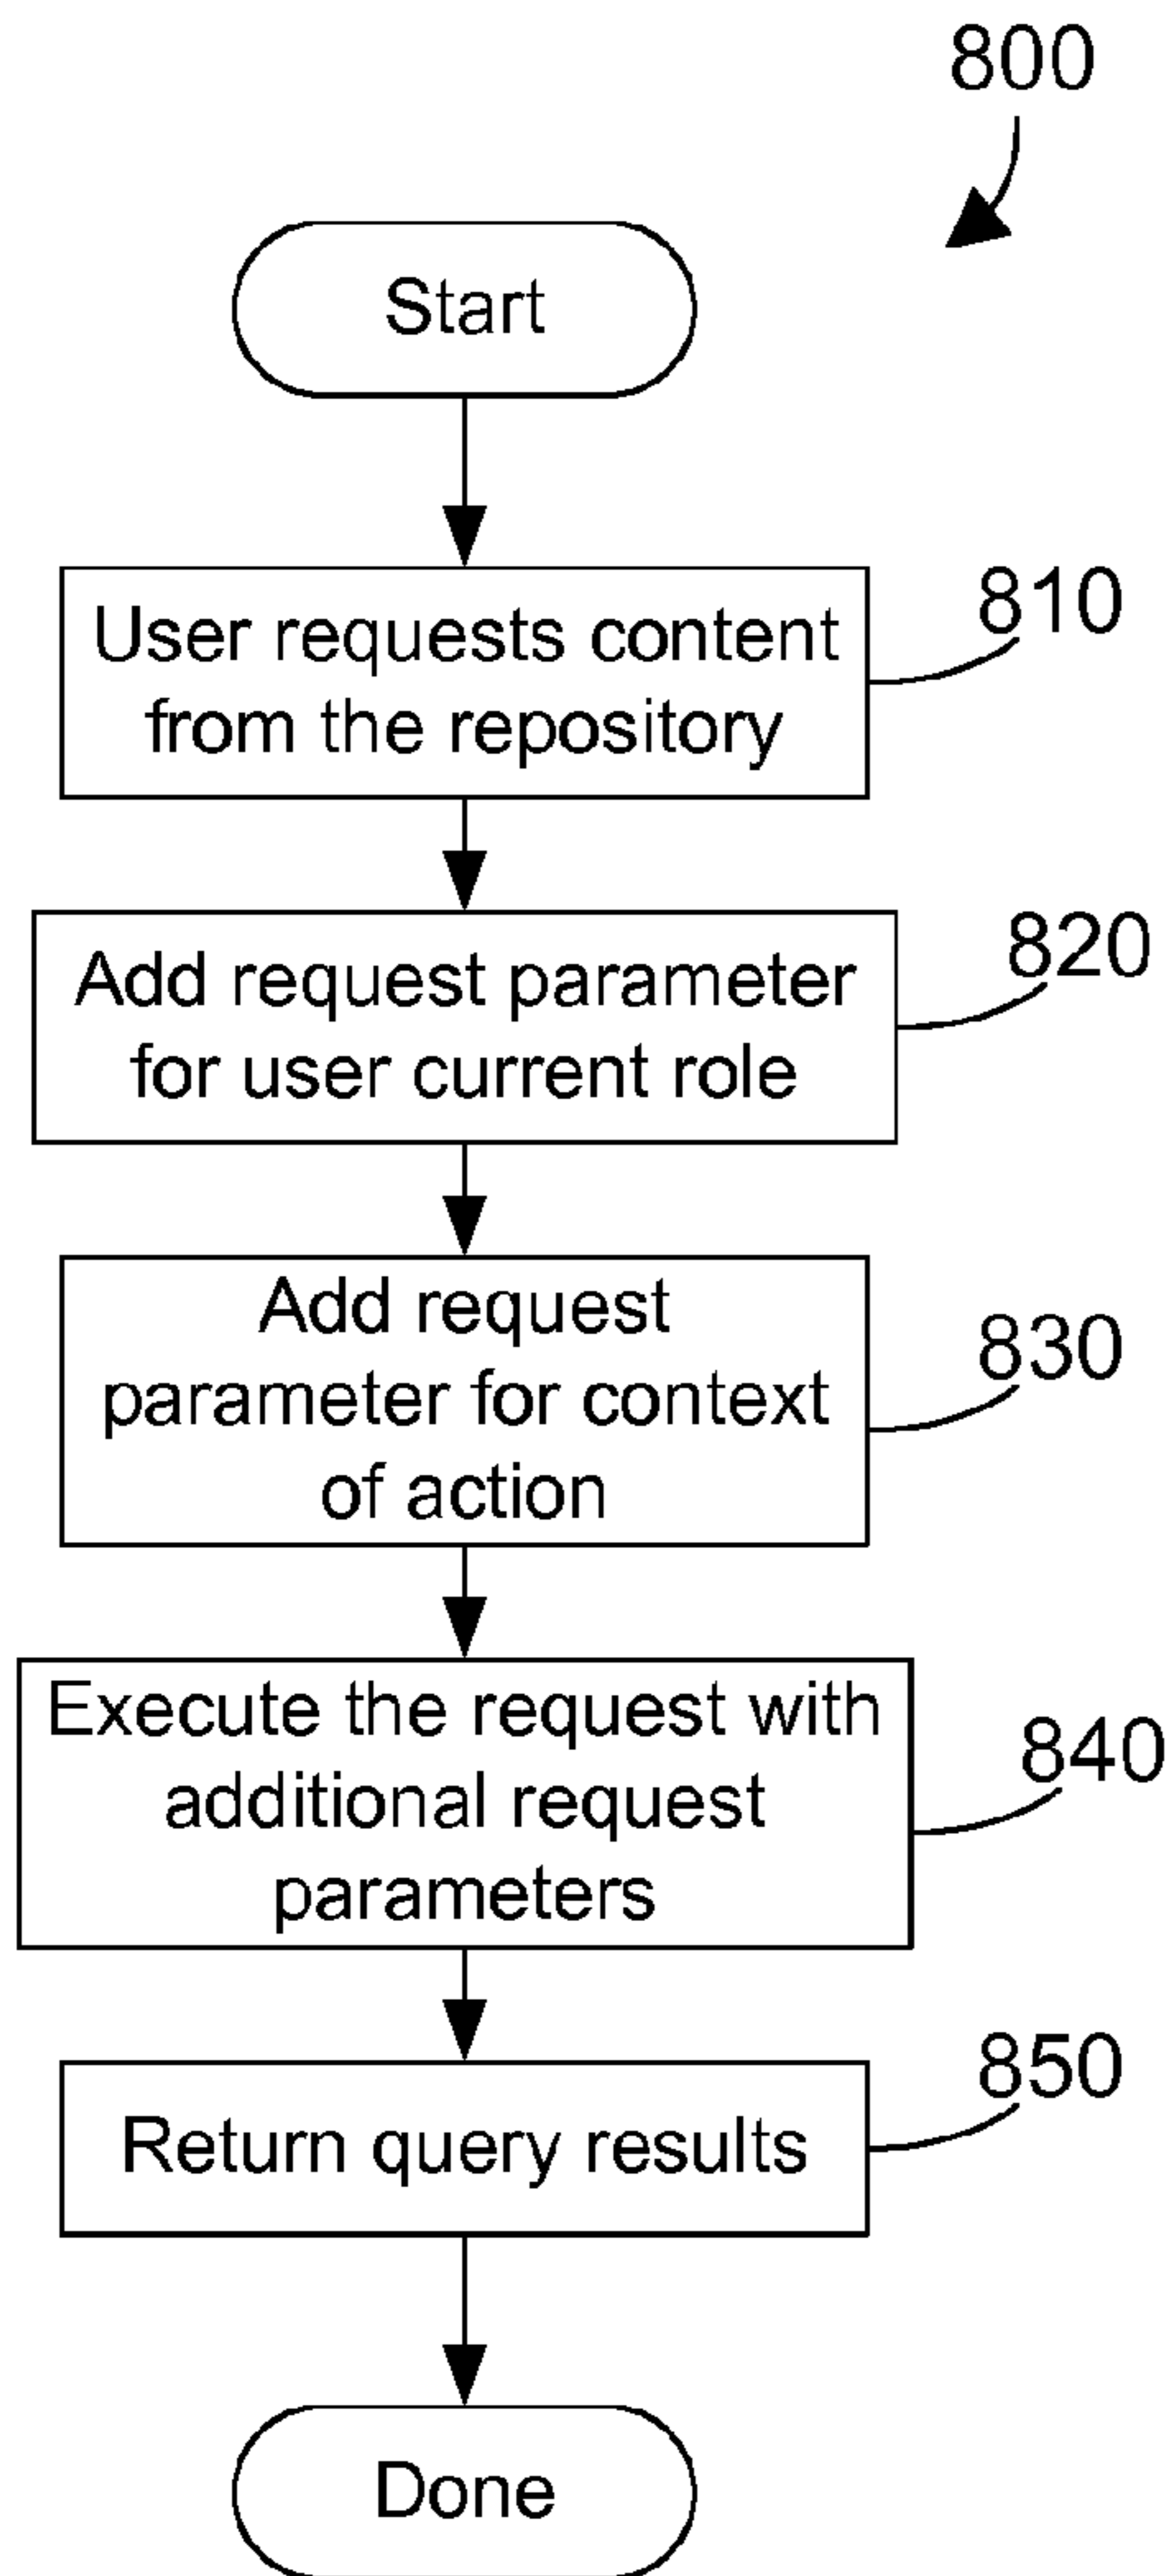 800
Start
User requests content
from the repository
810
Add request parameter
for user current role
820
Add request
parameter for context
of action
830
Execute the request with
additional request
parameters
840
Return query results
850
Done